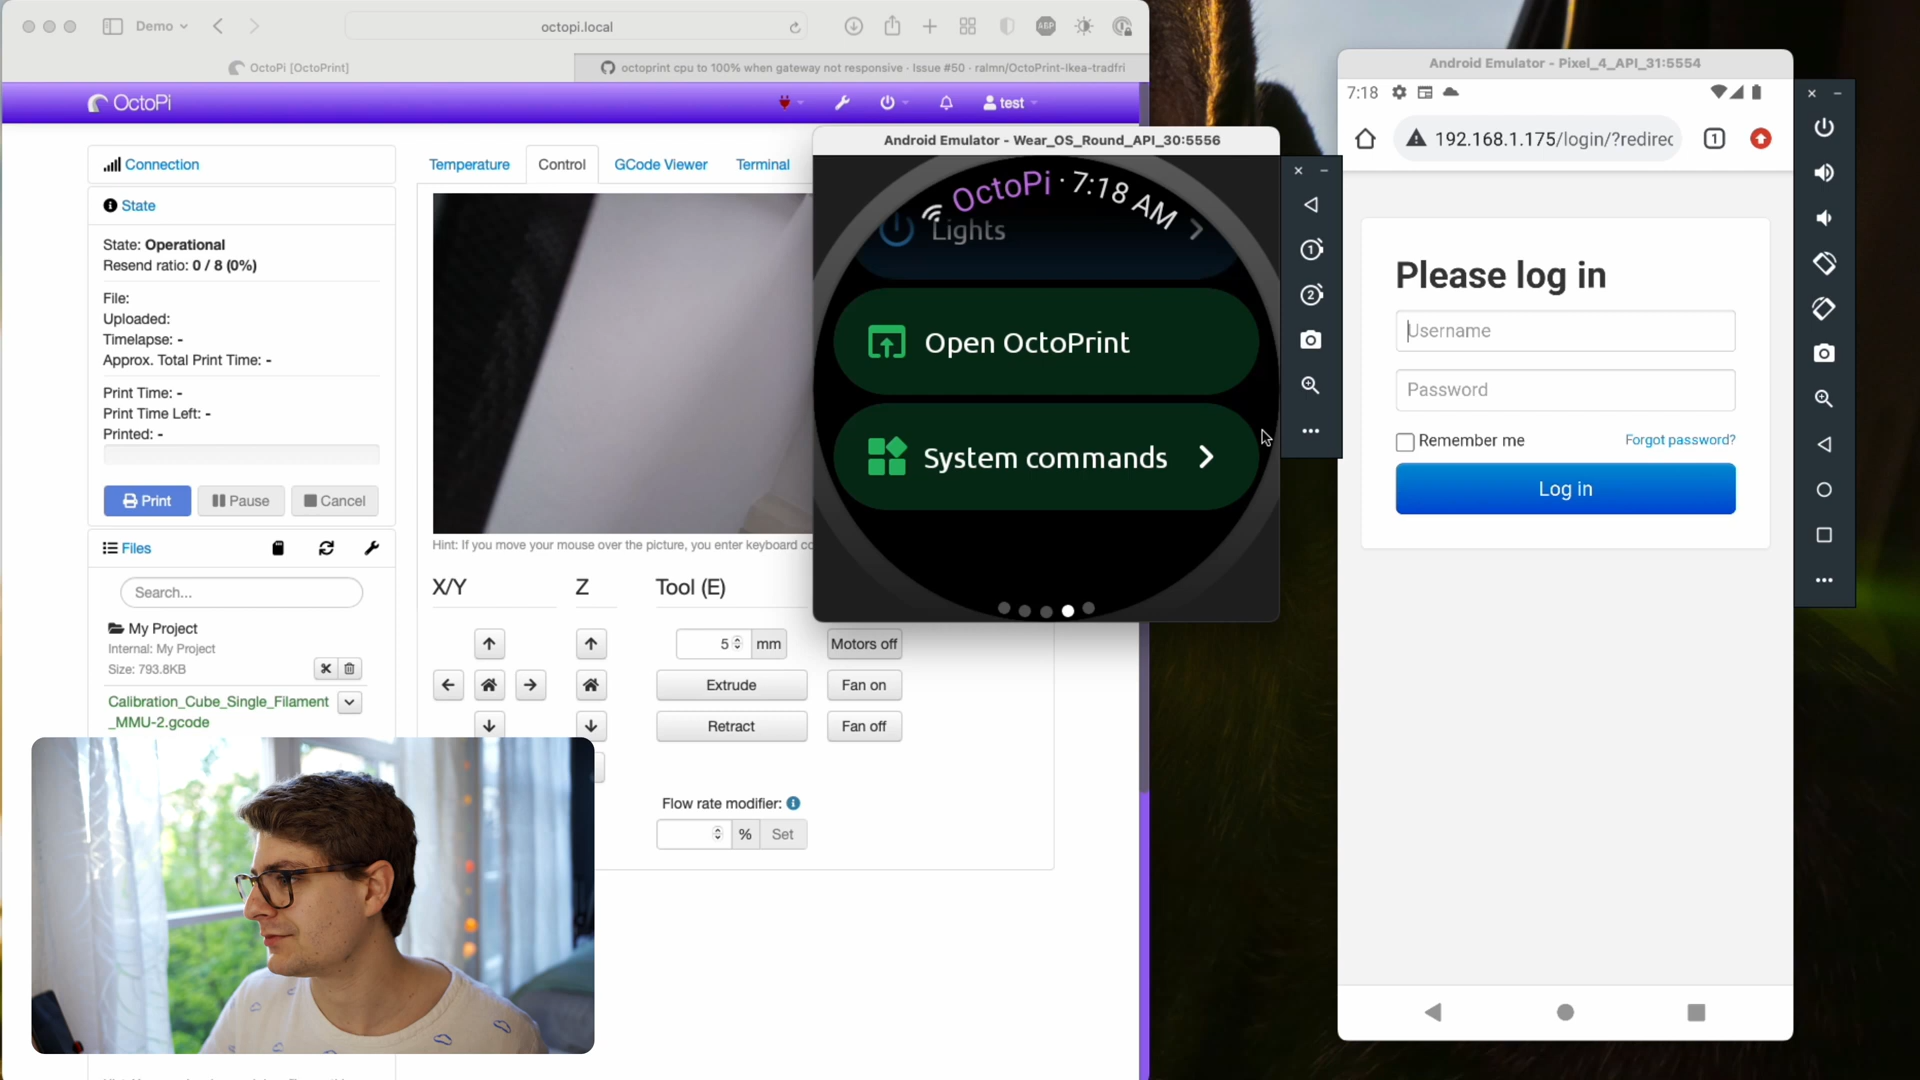 Demo
octopi.local
OctoPi [OctoPrint]
octoprint cpu to 100% when gateway not responsive · Issue #50 · ralmn/OctoPrint-Ikea-tradfri
OctoPi
test
Connection
State
State: Operational
Resend ratio: 0 / 8 (0%)
File:
Uploaded:
Timelapse: -
Approx. Total Print Time: -
Print Time: -
Print Time Left: -
Printed: -
Print
Pause
Cancel
Files
Search...
My Project
Internal: My Project
Size: 793.8KB
Calibration_Cube_Single_Filament
_MMU-2.gcode
Temperature
Control
GCode Viewer
Terminal
Hint: If you move your mouse over the picture, you enter keyboard co
X/Y
Z
Tool (E)
5
mm
Motors off
Extrude
Fan on
Retract
Fan off
Flow rate modifier:
%
Set
Android Emulator - Wear_OS_Round_API_30:5556
OctoPi · 7:18 AM
Lights
Open OctoPrint
System commands
1
2
Android Emulator - Pixel_4_API_31:5554
7:18
192.168.1.175/login/?redirec
1
Please log in
Username
Password
Remember me
Forgot password?
Log in